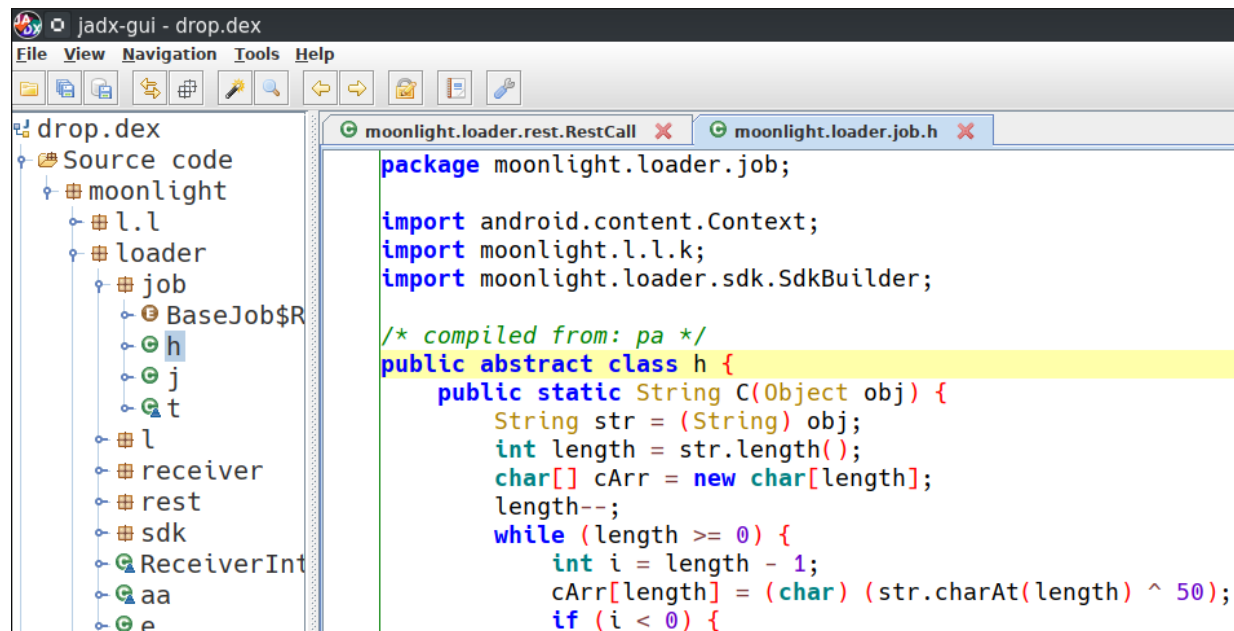 jadx-gui - drop.dex
File View Navigation Tools Help
drop.dex
Source code
moonlight
l.l
loader
job
BaseJob$R
h
j
t
l
receiver
rest
sdk
ReceiverInt
aa
e
moonlight.loader.rest.RestCall
moonlight.loader.job.h
package moonlight.loader.job;
import android.content.Context;
import moonlight.l.l.k;
import moonlight.loader.sdk.SdkBuilder;
/* compiled from: pa */
public abstract class h {
public static String C(Object obj) {
String str = (String) obj;
int length = str.length();
char[] cArr = new char[length];
length--;
while (length >= 0) {
int i = length - 1;
cArr[length] = (char) (str.charAt(length) ^ 50);
if (i < 0) {